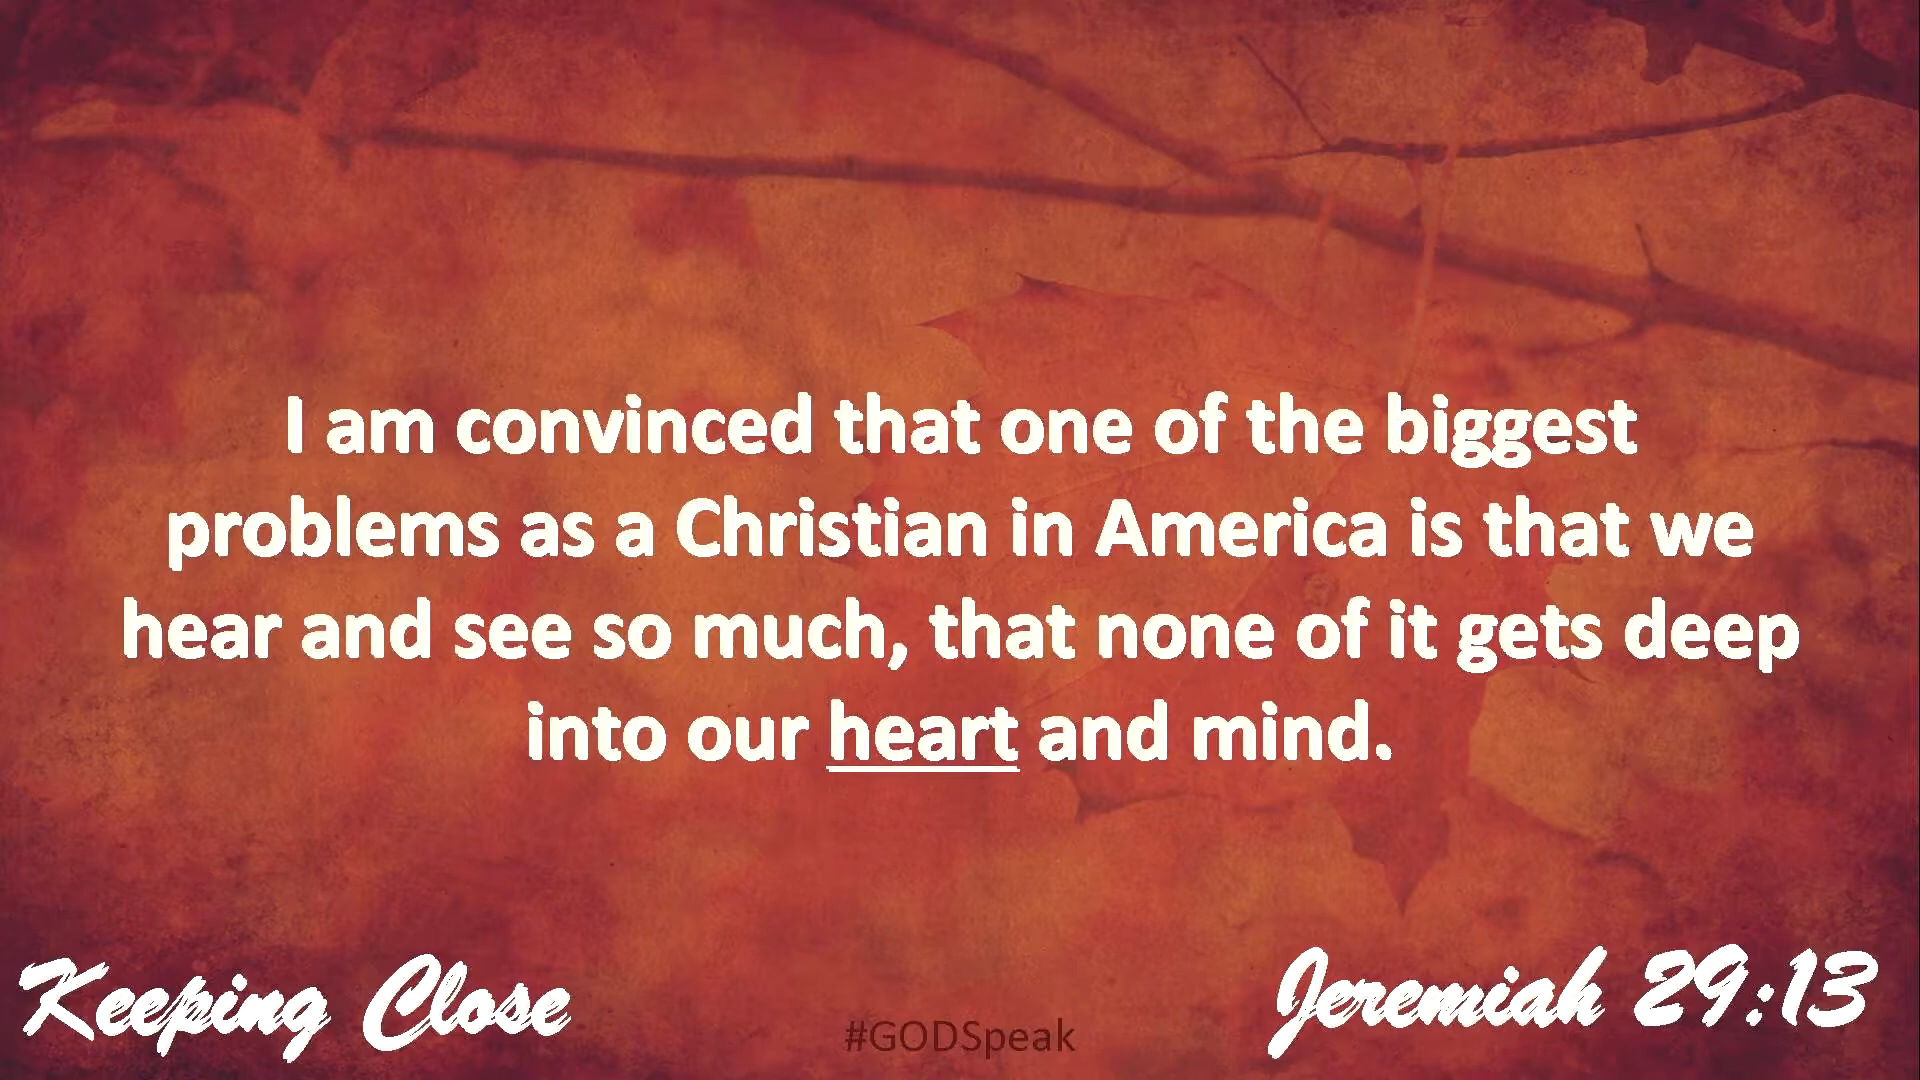 I am convinced that one of the biggest
problems as a Christian in America is that we
hear and see so much, that none of it gets deep
into our heart and mind.
Keeping Close
#GODSpeak
Jeremiah 29:13